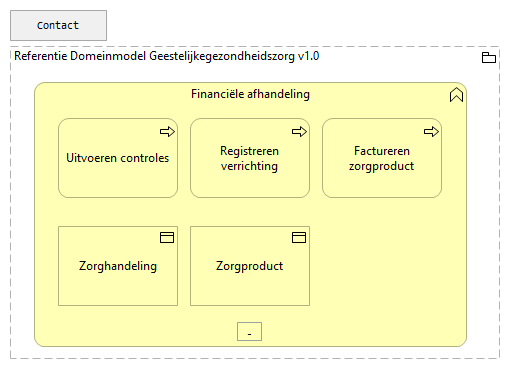 Contact
Referentie Domeinmodel Geestelijkegezondheidszorg v1.0
Financiële afhandeling
Uitvoeren controles
Registreren
verrichting
Factureren
zorgproduct
Zorghandeling
Zorgproduct
-